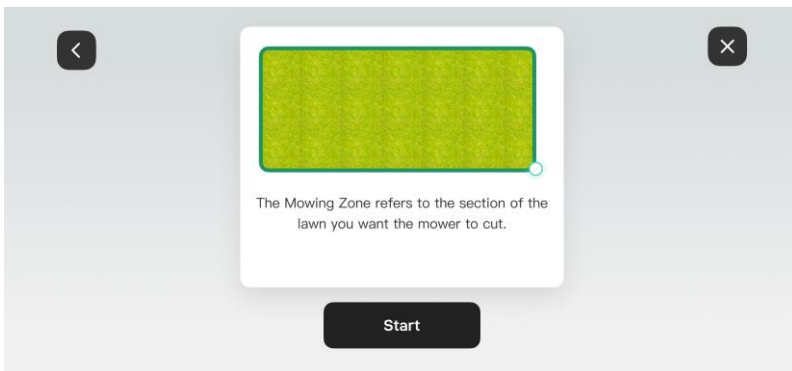 The Mowing Zone refers to the section of the
lawn you want the mower to cut.
Start